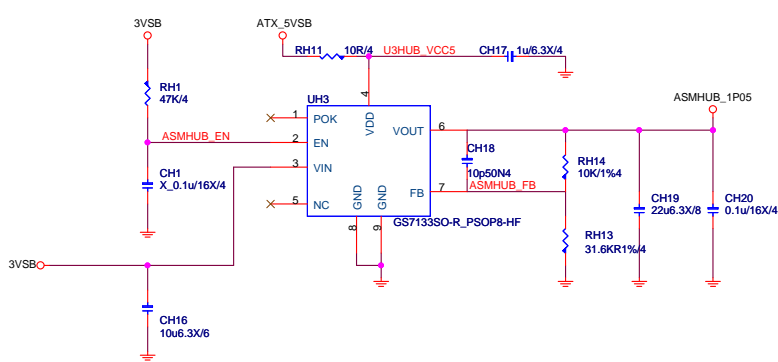 3VSB
ATX_5VSB
RH11
10R/4
U3HUB_VCC5
CH17
1u/6.3X/4
RH1
47K/4
UH3
4
VDD
ASMHUB_1P05
1
POK
ASMHUB_EN
2
EN
VOUT
6
3
VIN
CH18
10p50N4
RH14
10K/1%4
CH1
X_0.1u/16X/4
FB
7
ASMHUB_FB
5
NC
GND
GND
CH19
22u6.3X/8
CH20
0.1u/16X/4
8
9
GS7133SO-R_PSOP8-HF
RH13
31.6KR1%/4
3VSB
CH16
10u6.3X/6